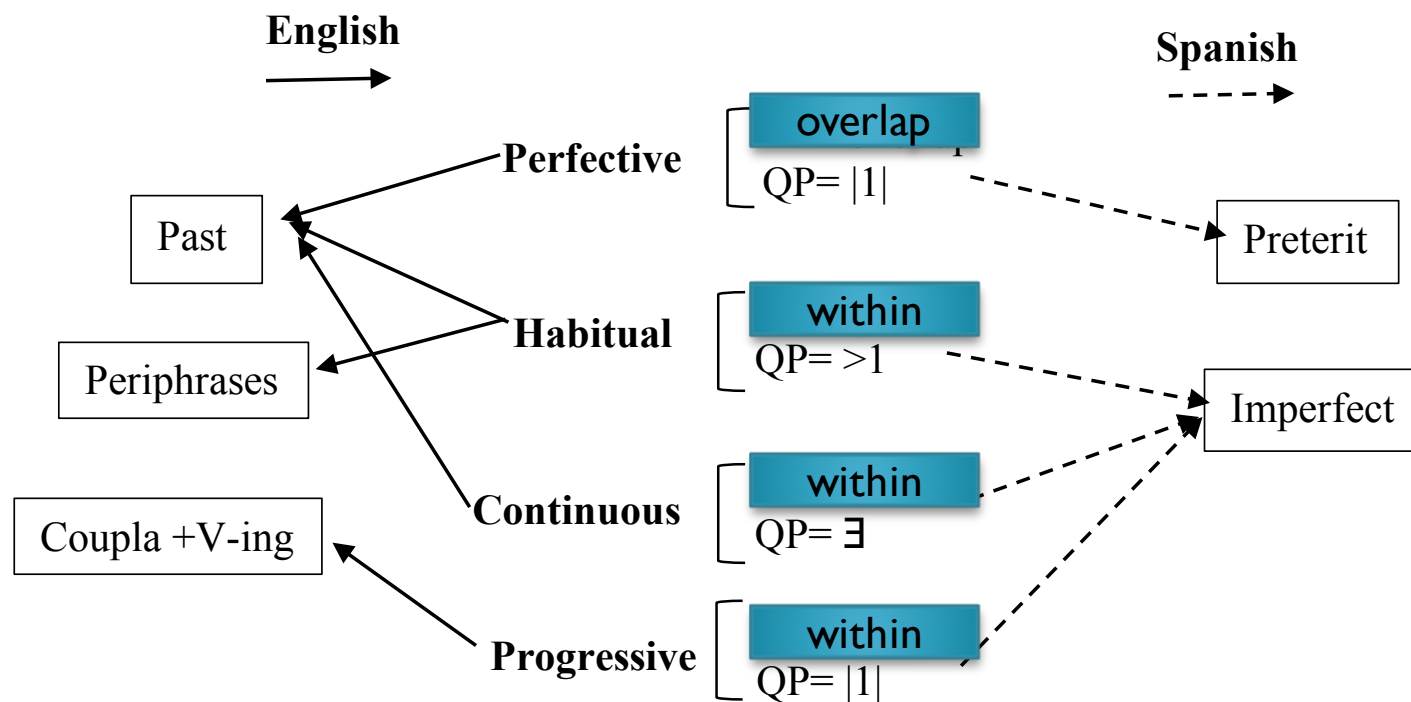 English
Spanish
overlap
Perfective
QP= |1|
Past
Preterit
within
Habitual
QP= >1
Periphrases
Imperfect
within
Continuous
QP= ∃
Coupla +V-ing
within
Progressive
QP= |1|